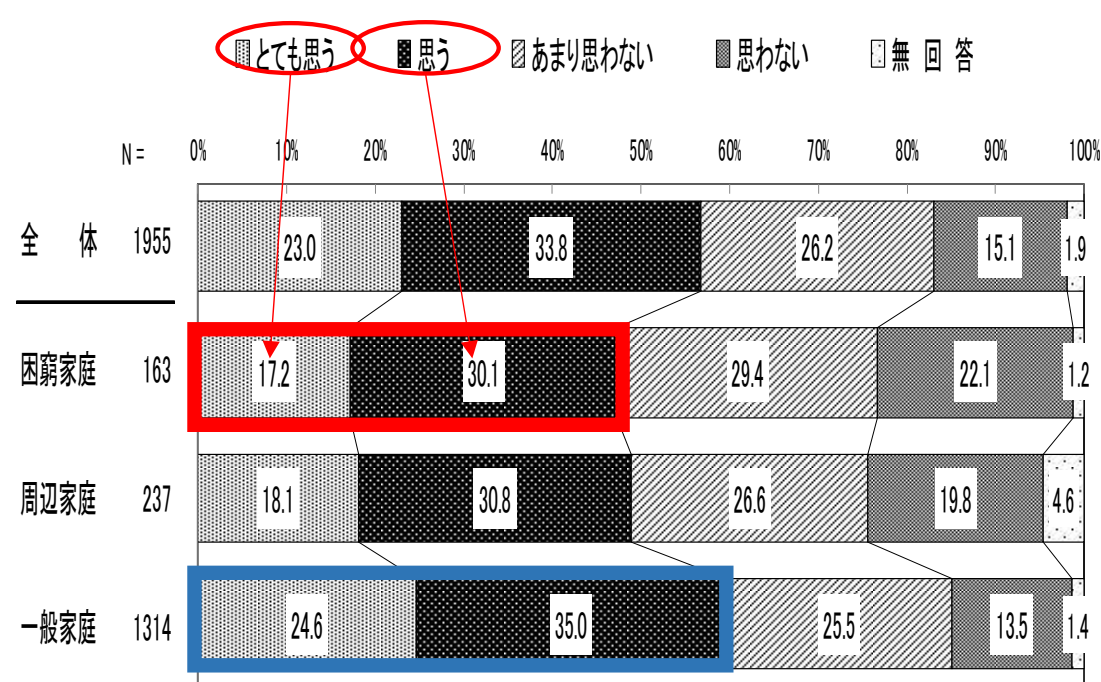 とても思う 思う あまり思わない 思わない 無 回 答
N = 0% 10% 20% 30% 40% 50% 60% 70% 80% 90% 100%
全 体 1955 23.0 33.8 26.2 15.1 1.9
困窮家庭 163 17.2 30.1 29.4 22.1 1.2
周辺家庭 237 18.1 30.8 26.6 19.8 4.6
一般家庭 1314 24.6 35.0 25.5 13.5 1.4